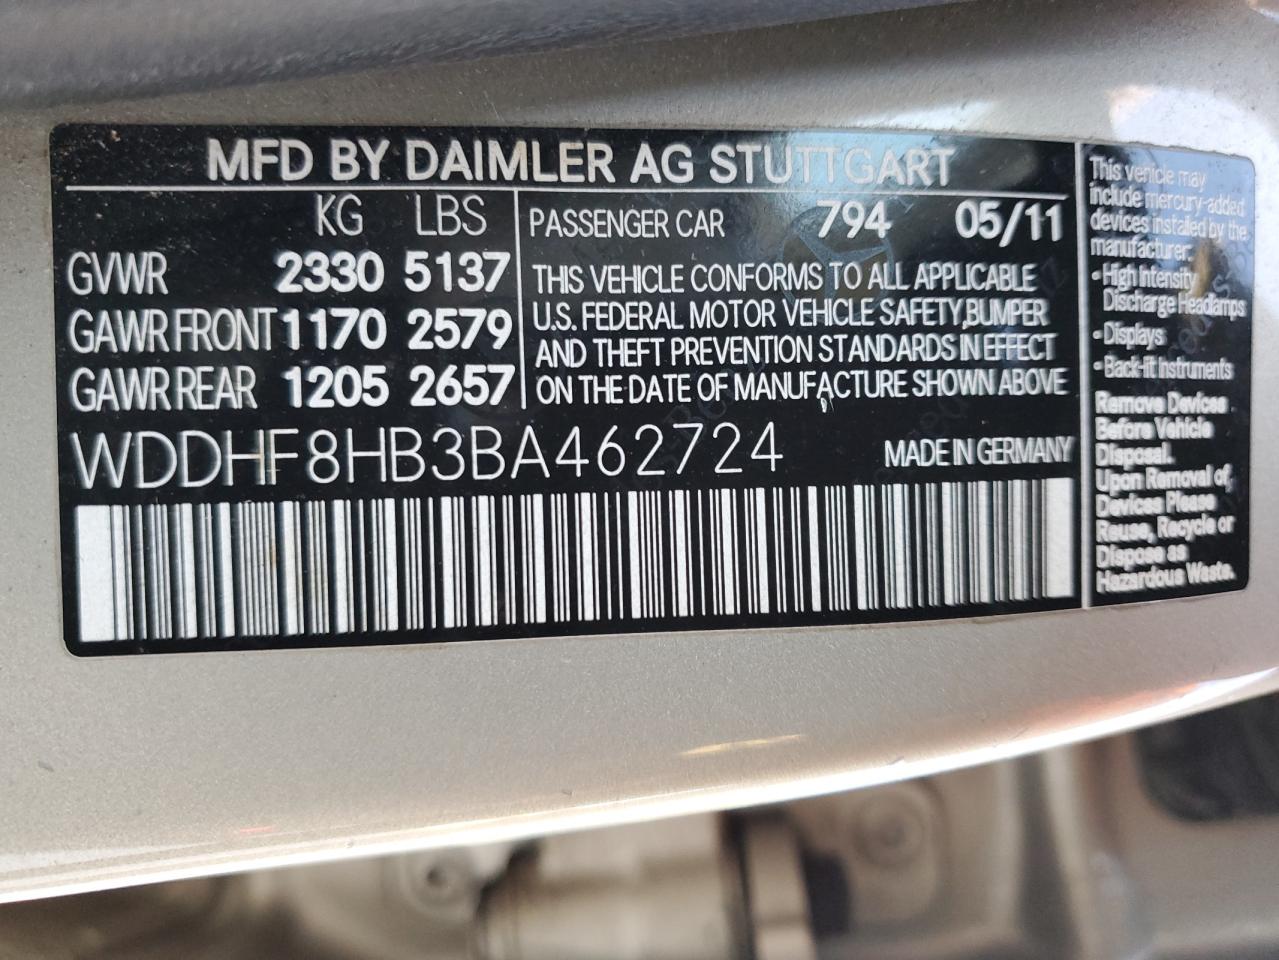 MFD BY DAIMLER AG STUTTGART
KG LBS
GVWR 2330 5137
GAWR FRONT 1170 2579
GAWR REAR 1205 2657
PASSENGER CAR 794 05/11
THIS VEHICLE CONFORMS TO ALL APPLICABLE
U.S. FEDERAL MOTOR VEHICLE SAFETY,BUMPER
AND THEFT PREVENTION STANDARDS IN EFFECT
ON THE DATE OF MANUFACTURE SHOWN ABOVE
WDDHF8HB3BA462724
MADE IN GERMANY
This vehicle may
include mercury-added
devices installed by the
manufacturer:
• High Intensity
Discharge Headlamps
• Displays
• Back-lit Instruments
Remove Devices
Before Vehicle
Disposal.
Upon Removal of
Devices Please
Reuse, Recycle or
Dispose as
Hazardous Waste.